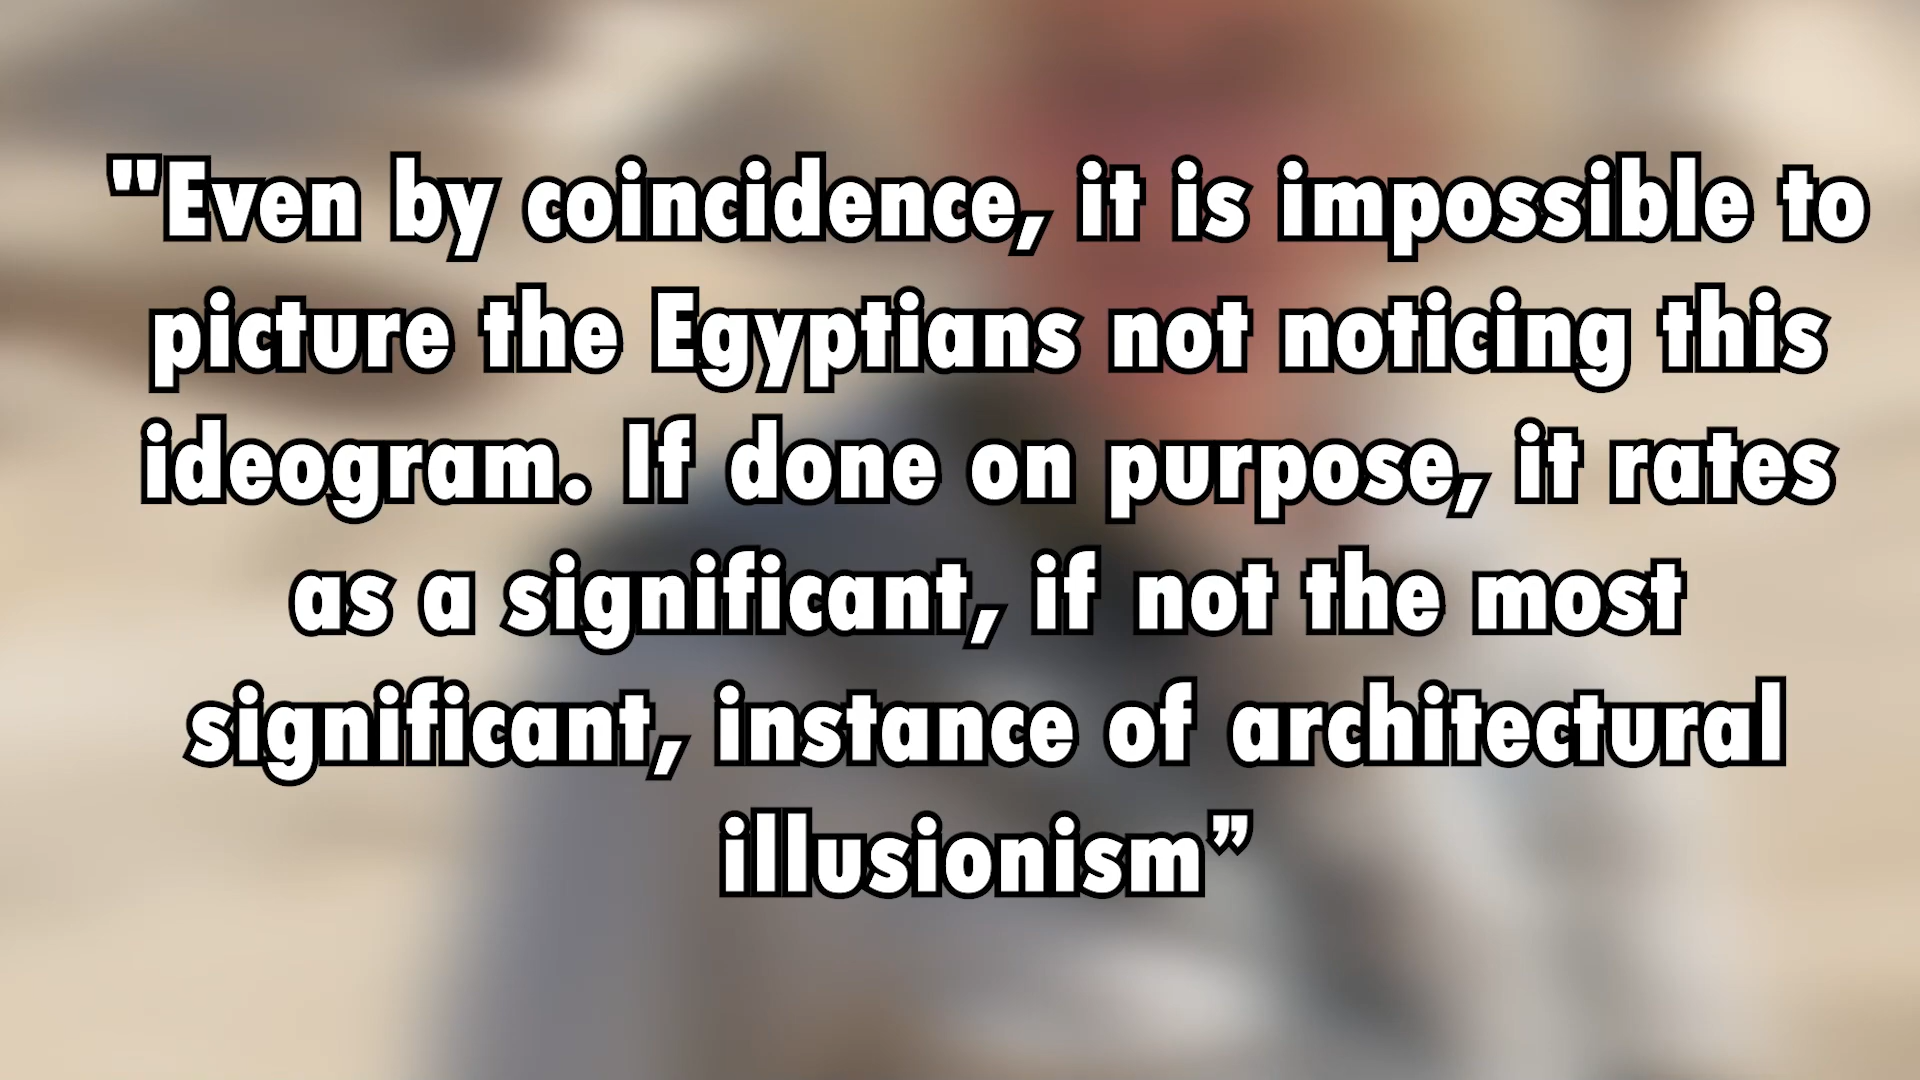 "Even by coincidence, it is impossible to
picture the Egyptians not noticing this
ideogram. If done on purpose, it rates
as a significant, if not the most
significant, instance of architectural
illusionism”